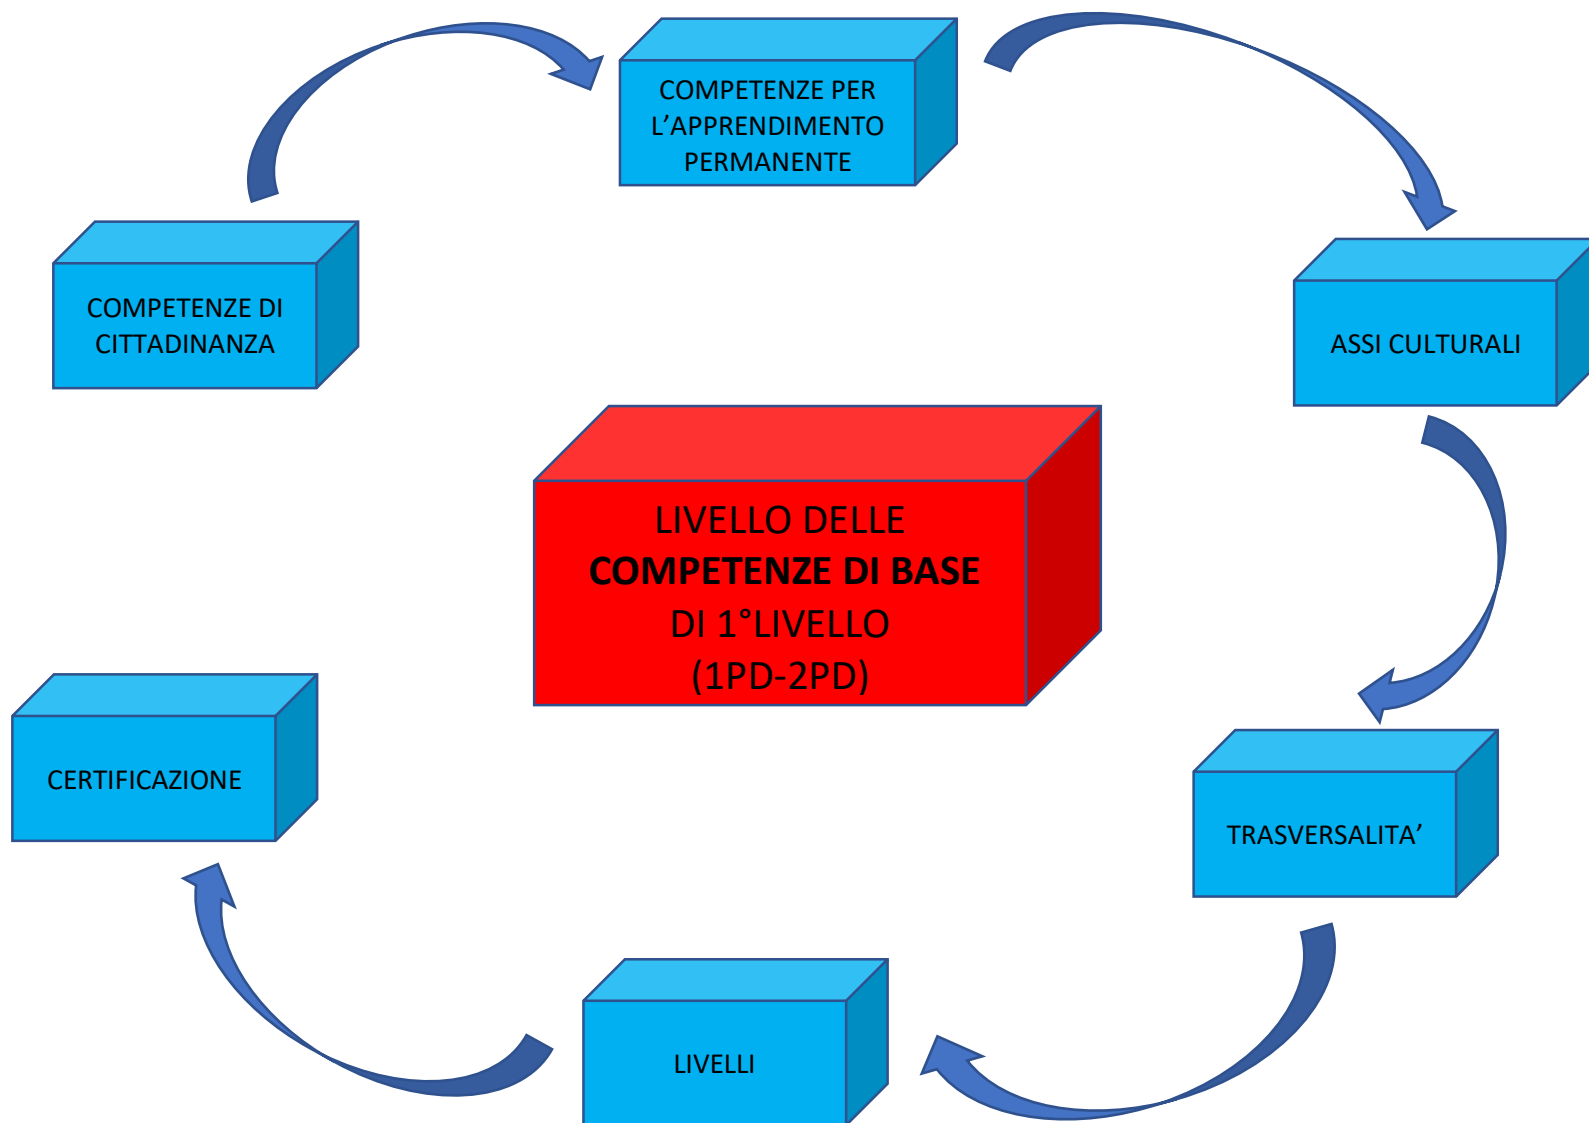 COMPETENZE PER
L’APPRENDIMENTO
PERMANENTE
COMPETENZE DI
CITTADINANZA
ASSI CULTURALI
LIVELLO DELLE
COMPETENZE DI BASE
DI 1°LIVELLO
(1PD-2PD)
CERTIFICAZIONE
TRASVERSALITA’
LIVELLI